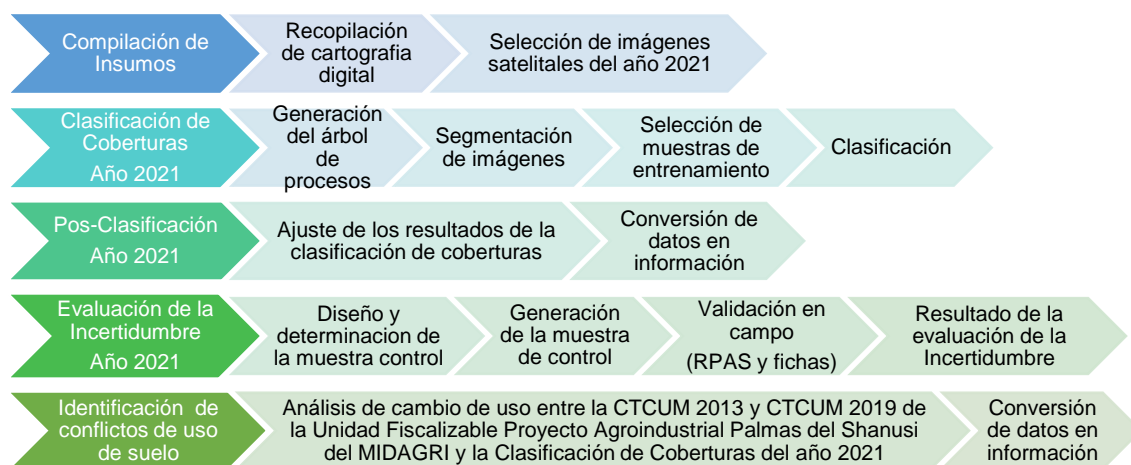 Compilación de
Insumos
Recopilación
de cartografia
digital
Selección de imágenes
satelitales del año 2021
Clasificación de
Coberturas
Año 2021
Generación
del árbol
de
procesos
Segmentación
de imágenes
Selección de
muestras de
entrenamiento
Clasificación
Pos-Clasificación
Año 2021
Ajuste de los resultados de la
clasificación de coberturas
Conversión de
datos en
información
Evaluación de la
Incertidumbre
Año 2021
Diseño y
determinacion de
la muestra control
Generación
de la muestra
de control
Validación en
campo
(RPAS y fichas)
Resultado de la
evaluación de la
Incertidumbre
Identificación de
conflictos de uso
de suelo
Análisis de cambio de uso entre la CTCUM 2013 y CTCUM 2019 de
la Unidad Fiscalizable Proyecto Agroindustrial Palmas del Shanusi
del MIDAGRI y la Clasificación de Coberturas del año 2021
Conversión
de datos en
información